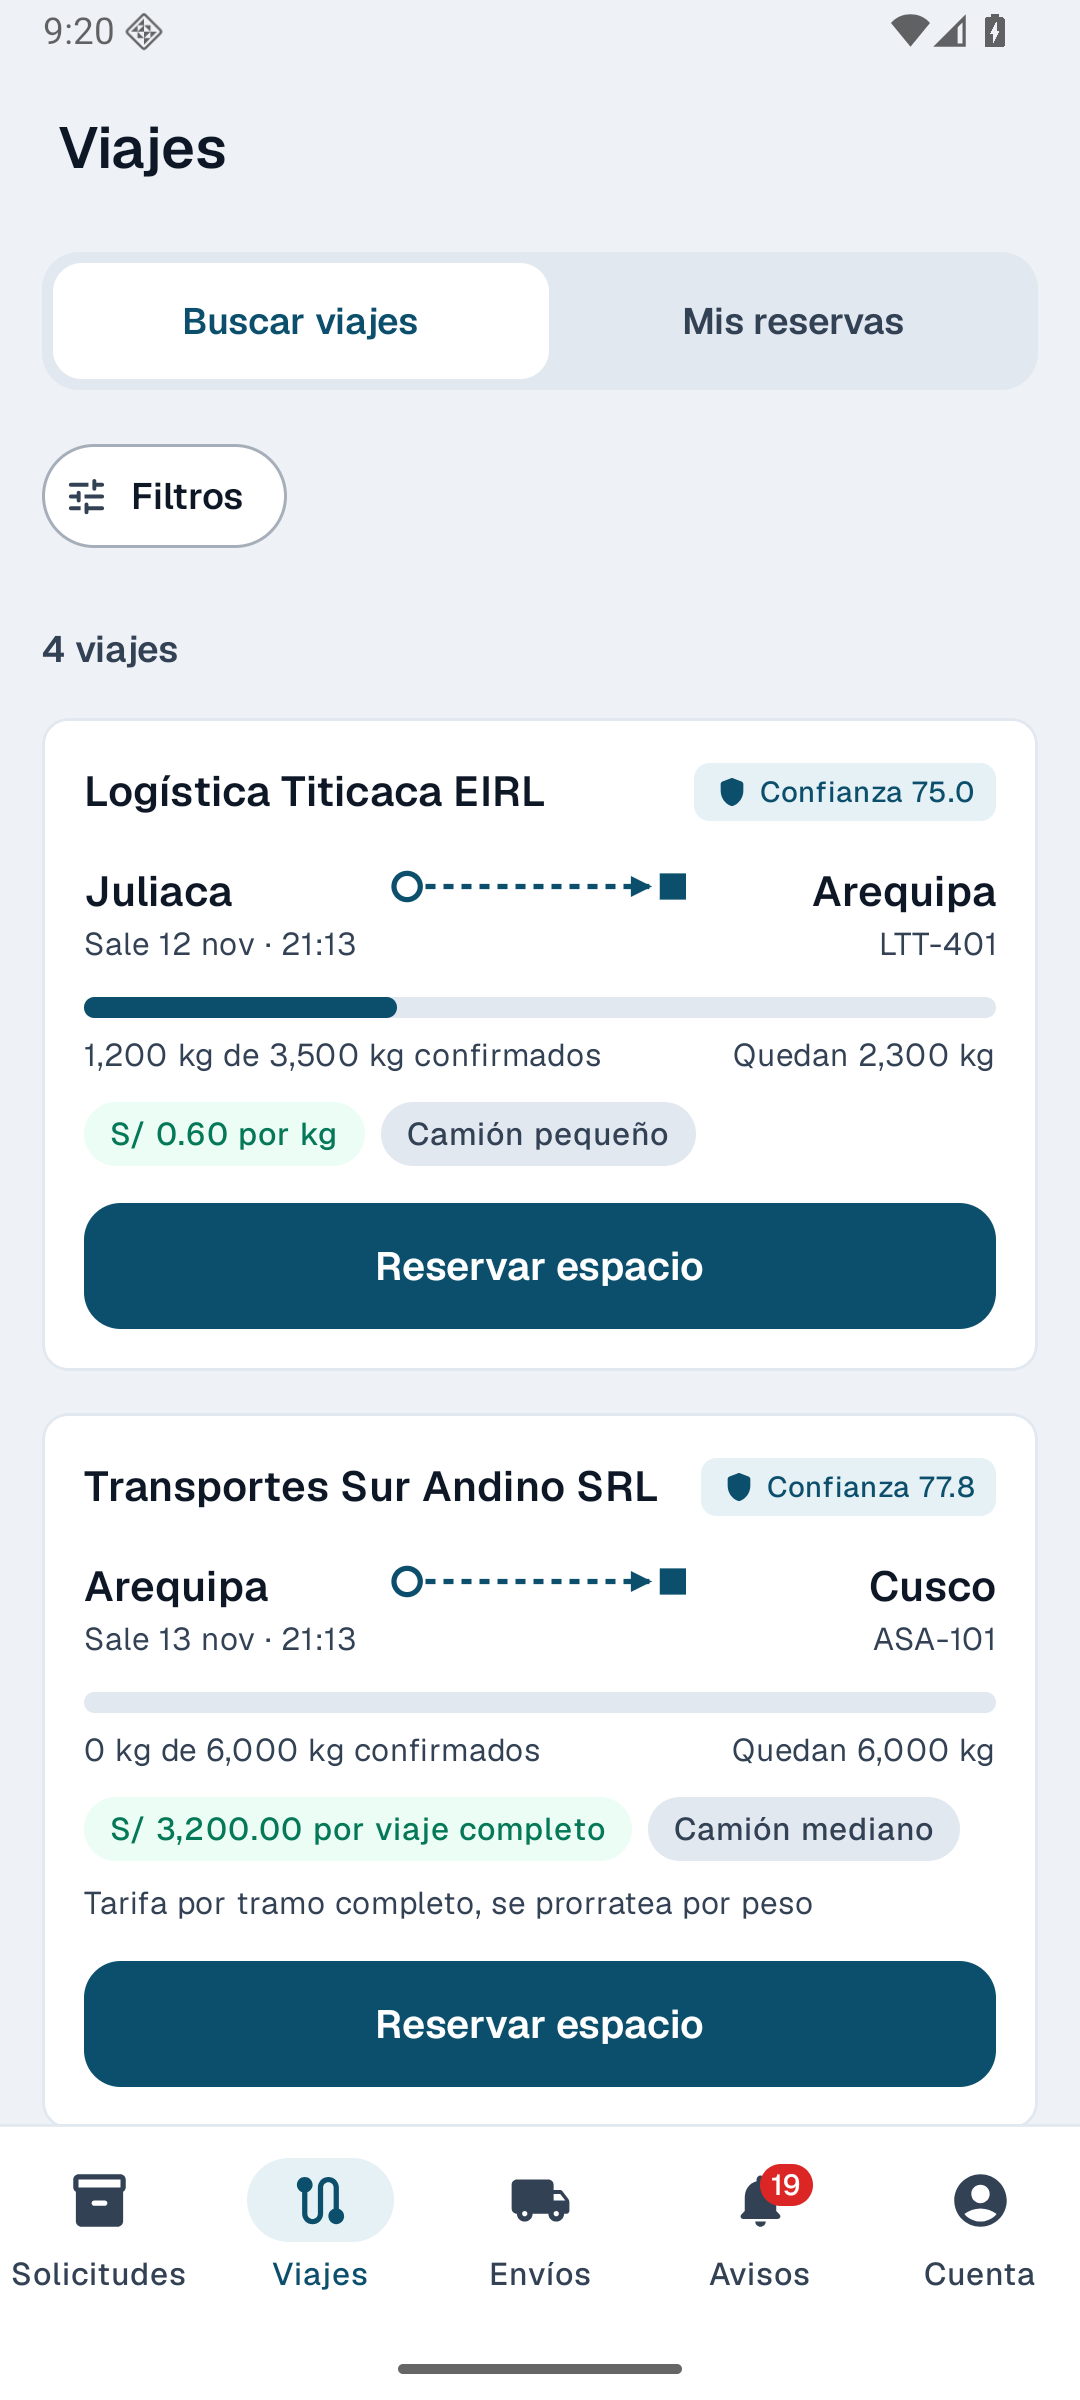 9:20
Viajes
Buscar viajes
Mis reservas
Filtros
4 viajes
Logística Titicaca EIRL
Confianza 75.0
Juliaca
Arequipa
Sale 12 nov · 21:13
LTT-401
1,200 kg de 3,500 kg confirmados
Quedan 2,300 kg
S/ 0.60 por kg
Camión pequeño
Reservar espacio
Transportes Sur Andino SRL
Confianza 77.8
Arequipa
Cusco
Sale 13 nov · 21:13
ASA-101
0 kg de 6,000 kg confirmados
Quedan 6,000 kg
S/ 3,200.00 por viaje completo
Camión mediano
Tarifa por tramo completo, se prorratea por peso
Reservar espacio
19
Solicitudes
Viajes
Envíos
Avisos
Cuenta